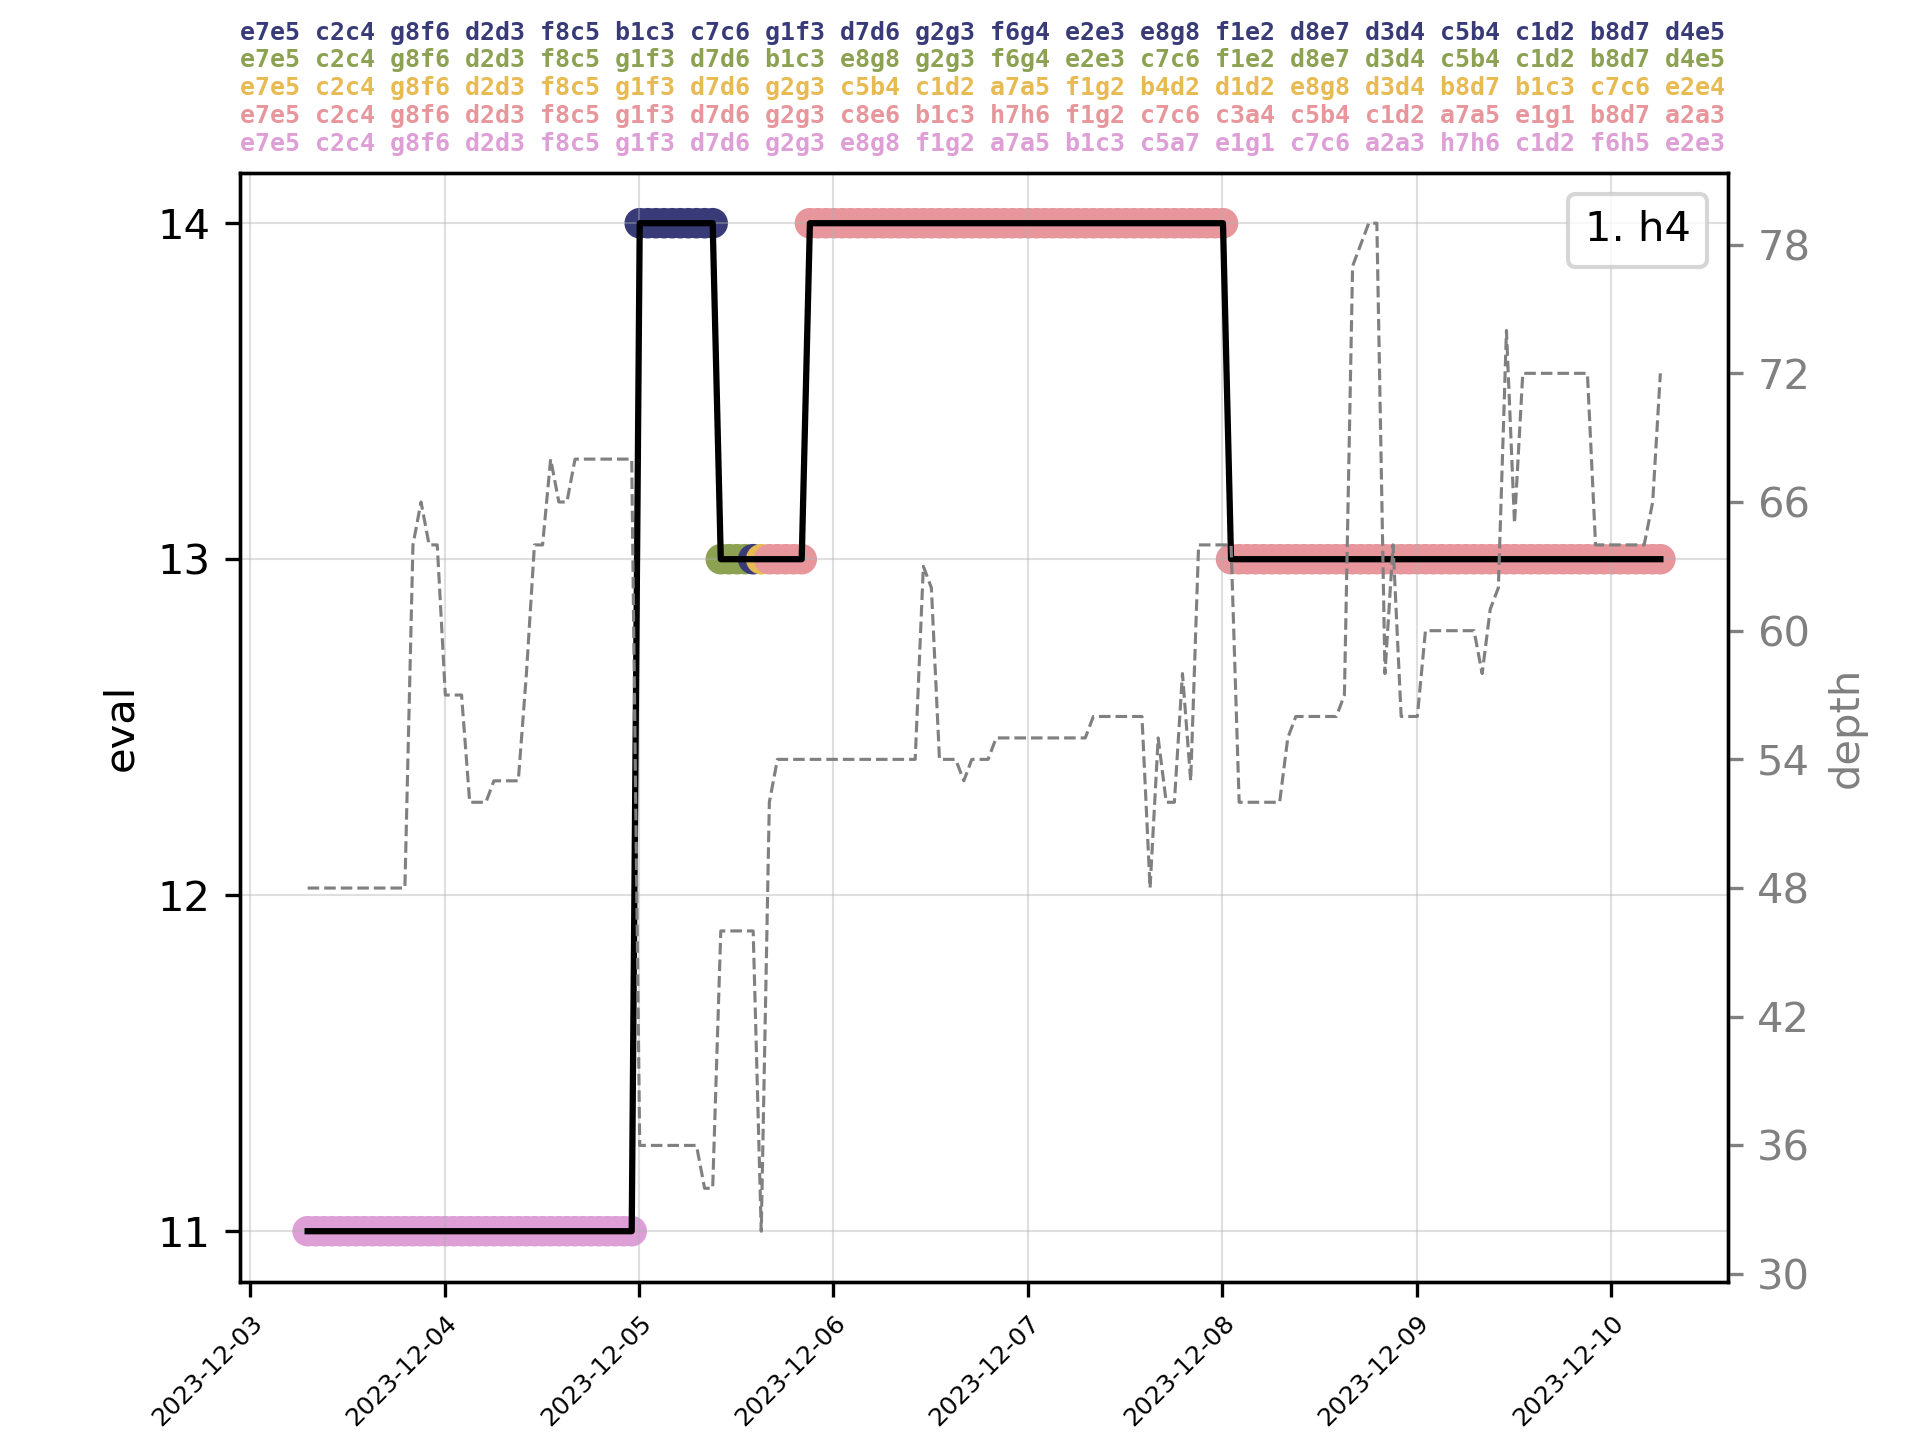 e7e5 c2c4 g8f6 d2d3 f8c5 b1c3 c7c6 g1f3 d7d6 g2g3 f6g4 e2e3 e8g8 f1e2 d8e7 d3d4 c5b4 c1d2 b8d7 d4e5
e7e5 c2c4 g8f6 d2d3 f8c5 g1f3 d7d6 b1c3 e8g8 g2g3 f6g4 e2e3 c7c6 f1e2 d8e7 d3d4 c5b4 c1d2 b8d7 d4e5
e7e5 c2c4 g8f6 d2d3 f8c5 g1f3 d7d6 g2g3 c5b4 c1d2 a7a5 f1g2 b4d2 d1d2 e8g8 d3d4 b8d7 b1c3 c7c6 e2e4
e7e5 c2c4 g8f6 d2d3 f8c5 g1f3 d7d6 g2g3 c8e6 b1c3 h7h6 f1g2 c7c6 c3a4 c5b4 c1d2 a7a5 e1g1 b8d7 a2a3
e7e5 c2c4 g8f6 d2d3 f8c5 g1f3 d7d6 g2g3 e8g8 f1g2 a7a5 b1c3 c5a7 e1g1 c7c6 a2a3 h7h6 c1d2 f6h5 e2e3
1. h4
14
13
12
11
eval
78
72
66
60
54
48
42
36
30
depth
2023-12-03
2023-12-04
2023-12-05
2023-12-06
2023-12-07
2023-12-08
2023-12-09
2023-12-10